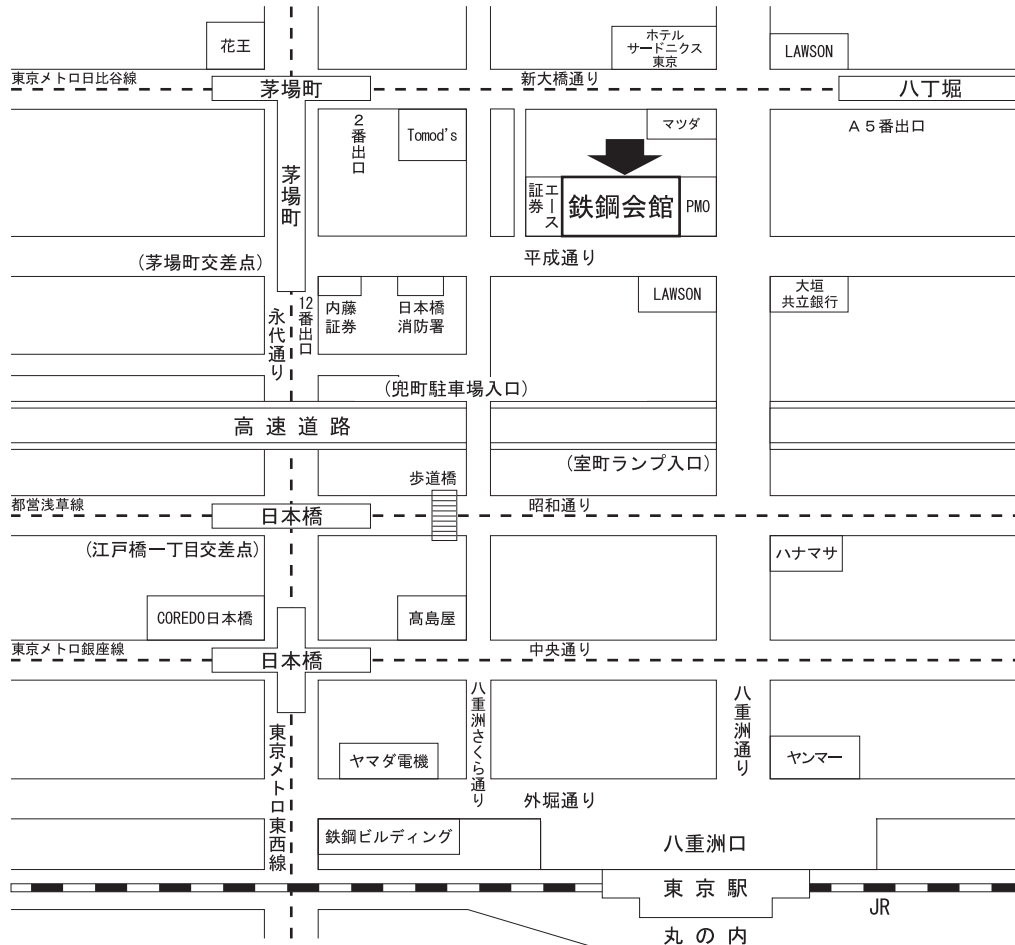 花王
ホテル
サードニクス
東京
LAWSON
東京メトロ日比谷線
茅場町
新大橋通り
八丁堀
2番出口
Tomod's
マツダ
A5番出口
茅場町
エース
証券
鉄鋼会館
PMO
(茅場町交差点)
平成通り
永代通り
12番出口
内藤
証券
日本橋
消防署
LAWSON
大垣
共立銀行
(兜町駐車場入口)
高速道路
(室町ランプ入口)
歩道橋
都営浅草線
日本橋
昭和通り
(江戸橋一丁目交差点)
ハナマサ
COREDO日本橋
髙島屋
東京メトロ銀座線
日本橋
中央通り
八重洲さくら通り
八重洲通り
東京メトロ東西線
ヤマダ電機
ヤンマー
外堀通り
鉄鋼ビルディング
八重洲口
東京駅
JR
丸の内